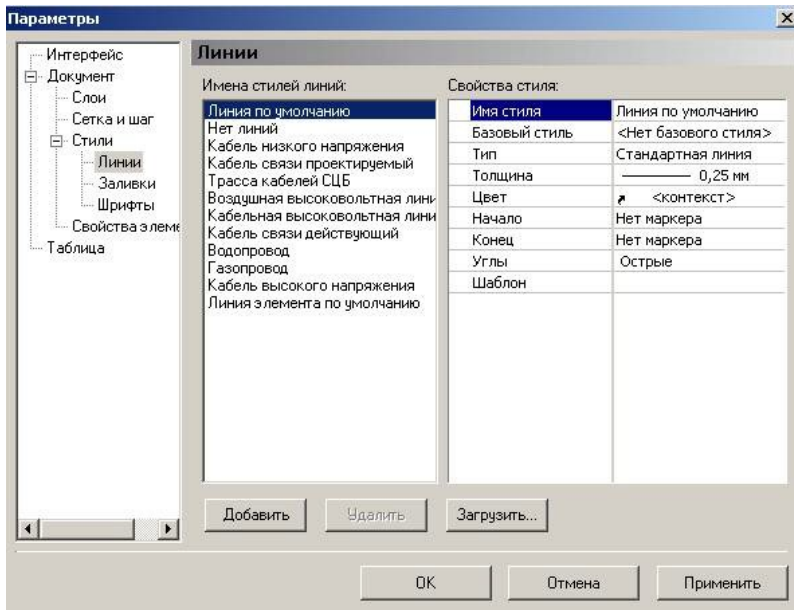 Параметры
Интерфейс
Документ
Слои
Сетка и шаг
Стили
Линии
Заливки
Шрифты
Свойства элеме
Таблица
Линии
Имена стилей линий:
Линия по умолчанию
Нет линий
Кабель низкого напряжения
Кабель связи проектируемый
Трасса кабелей СЦБ
Воздушная высоковольтная лини
Кабельная высоковольтная лини
Кабель связи действующий
Водопровод
Газопровод
Кабель высокого напряжения
Линия элемента по умолчанию
Свойства стиля:
Имя стиля Линия по умолчанию
Базовый стиль <Нет базового стиля>
Тип Стандартная линия
Толщина 0,25 мм
Цвет <контекст>
Начало Нет маркера
Конец Нет маркера
Углы Острые
Шаблон
Добавить Удалить Загрузить...
ОК Отмена Применить